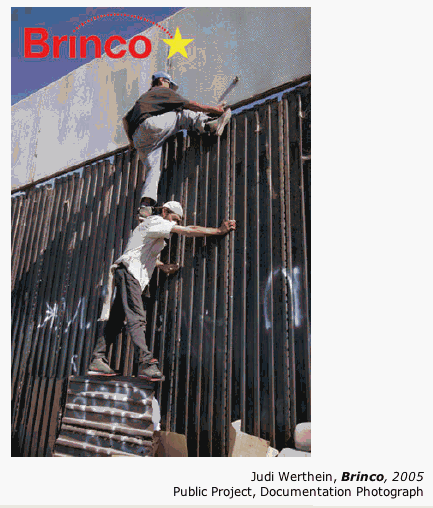 Brinco
Judi Werthein, Brinco, 2005
Public Project, Documentation Photograph